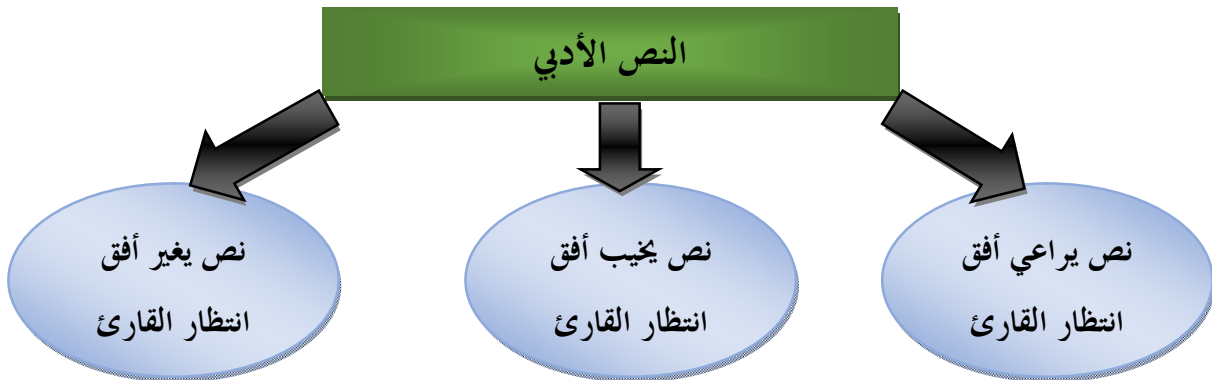 النص الأدبي
نص يراعي أفق
انتظار القارئ
نص يخيب أفق
انتظار القارئ
نص يغير أفق
انتظار القارئ